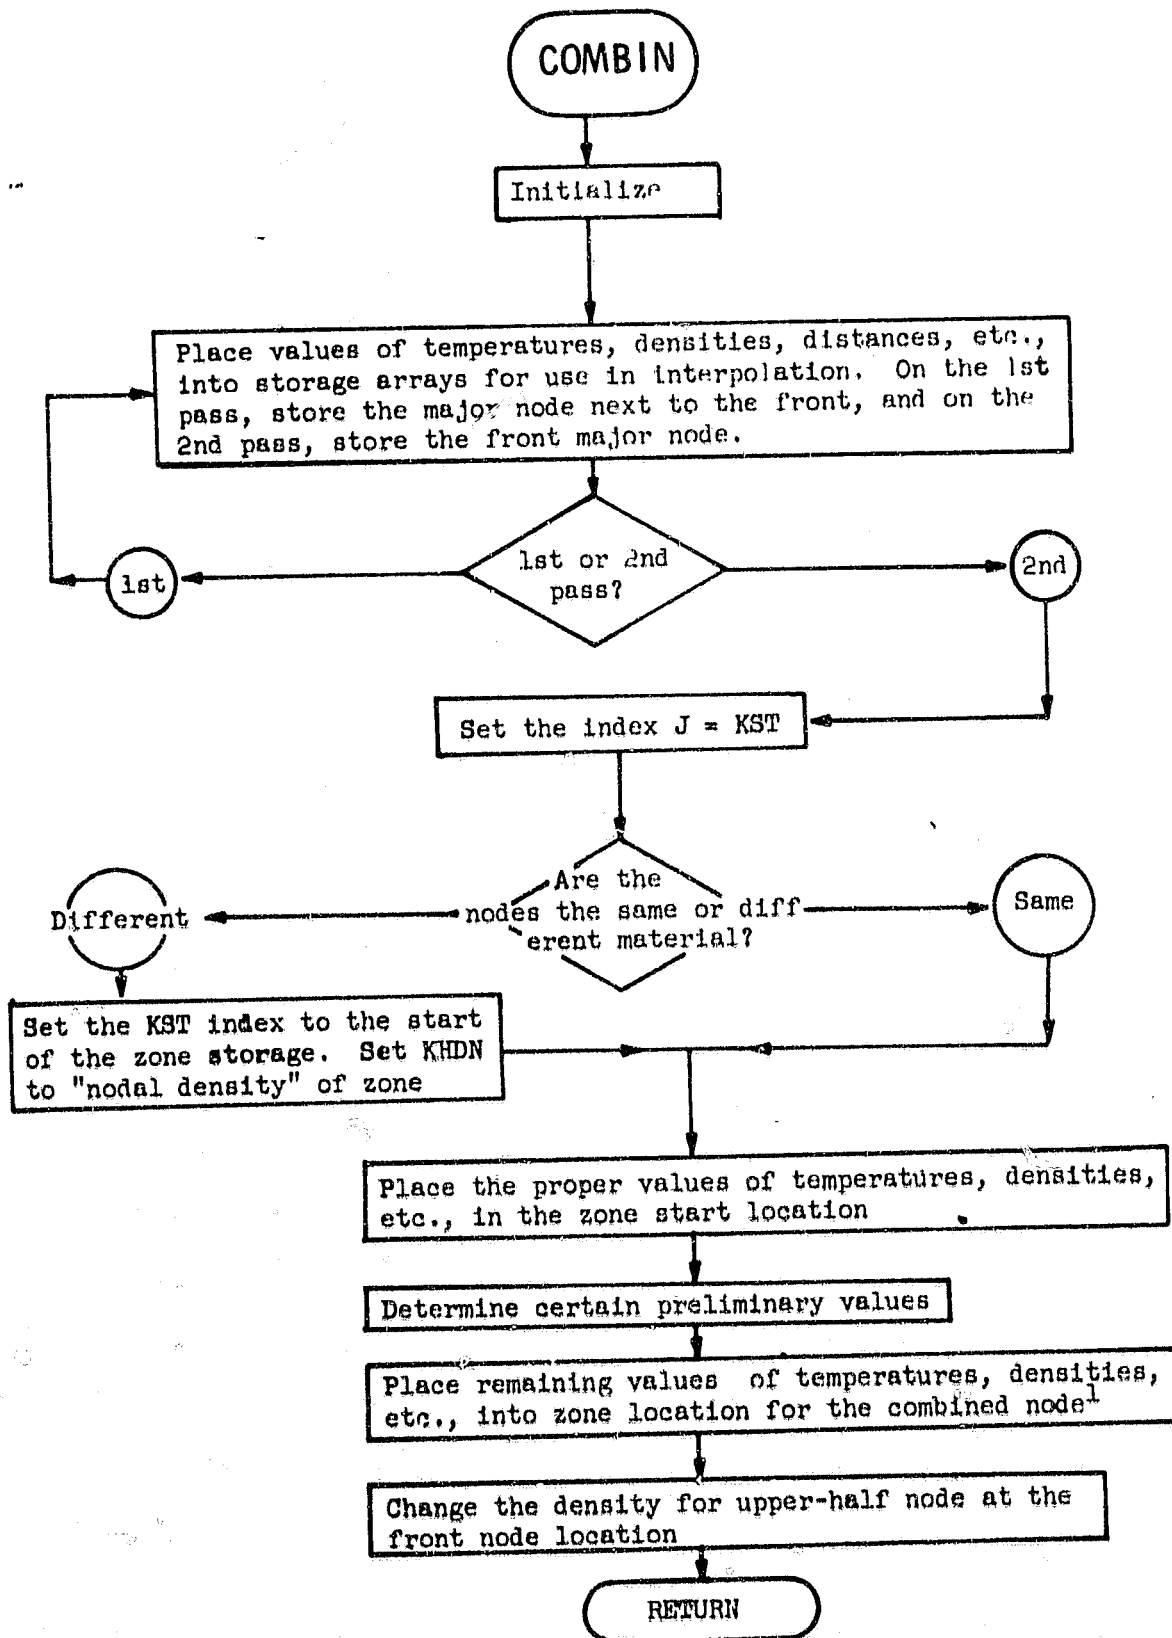 COMBIN
Initialize
Place values of temperatures, densities, distances, etc.,
into storage arrays for use in interpolation. On the 1st
pass, store the major node next to the front, and on the
2nd pass, store the front major node.
1st or 2nd
pass?
1st
2nd
Set the index J = KST
Are the
nodes the same or diff
erent material?
Different
Same
Set the KST index to the start
of the zone storage. Set KHDN
to "nodal density" of zone
Place the proper values of temperatures, densities,
etc., in the zone start location
Determine certain preliminary values
Place remaining values of temperatures, densities,
etc., into zone location for the combined node¹
Change the density for upper-half node at the
front node location
RETURN